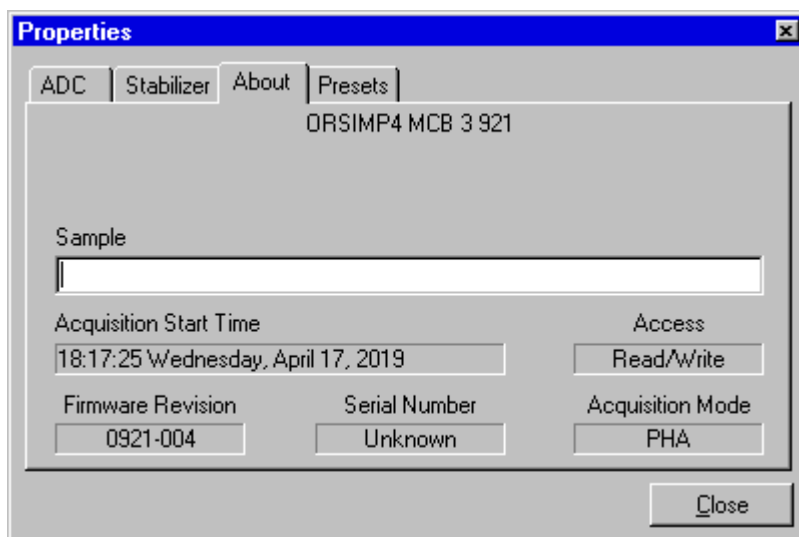 Properties
ADC Stabilizer About Presets
ORSIMP4 MCB 3 921
Sample
Acquisition Start Time Access
18:17:25 Wednesday, April 17, 2019 Read/Write
Firmware Revision Serial Number Acquisition Mode
0921-004 Unknown PHA
Close